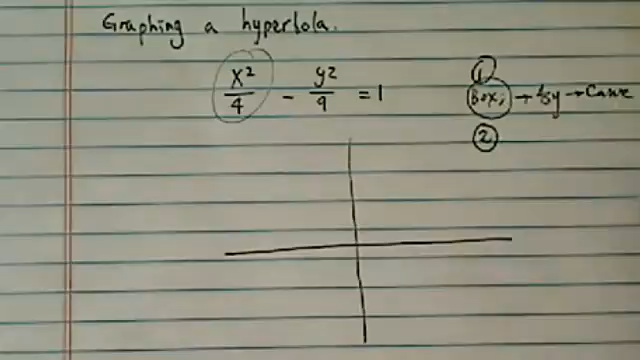 Graphing a hyperbola.
x²/4 - y²/9 = 1
①
Box, → Asy → Curve
②